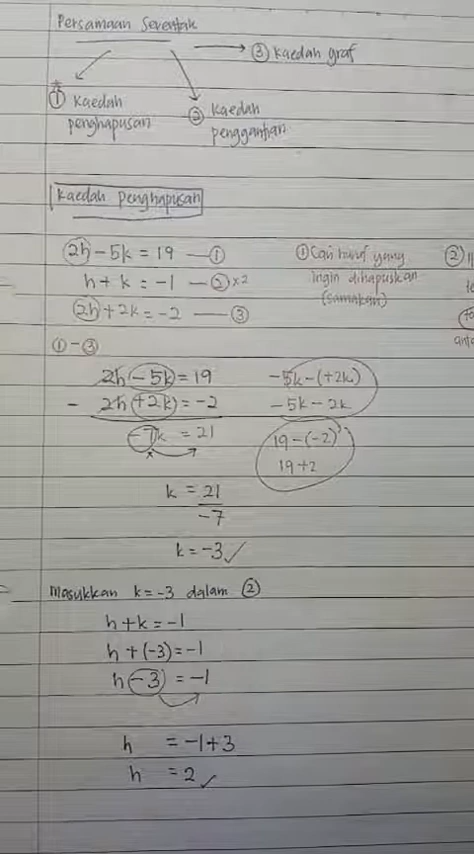 Persamaan Serentak
③ Kaedah graf
① Kaedah penghapusan
② Kaedah penggantian
Kaedah Penghapusan
2h - 5k = 19 — ①
h + k = -1 — ② x2
2h + 2k = -2 — ③
① Cari huruf yang
ingin dihapuskan
(samakan)
②
① - ③
2h - 5k = 19
- 2h + 2k = -2
-7k = 21
-5k - (+2k)
-5k - 2k
19 - (-2)
19 + 2
k = 21
-7
k = -3 ✓
Masukkan k = -3 dalam ②
h + k = -1
h + (-3) = -1
h - 3 = -1
h = -1 + 3
h = 2 ✓